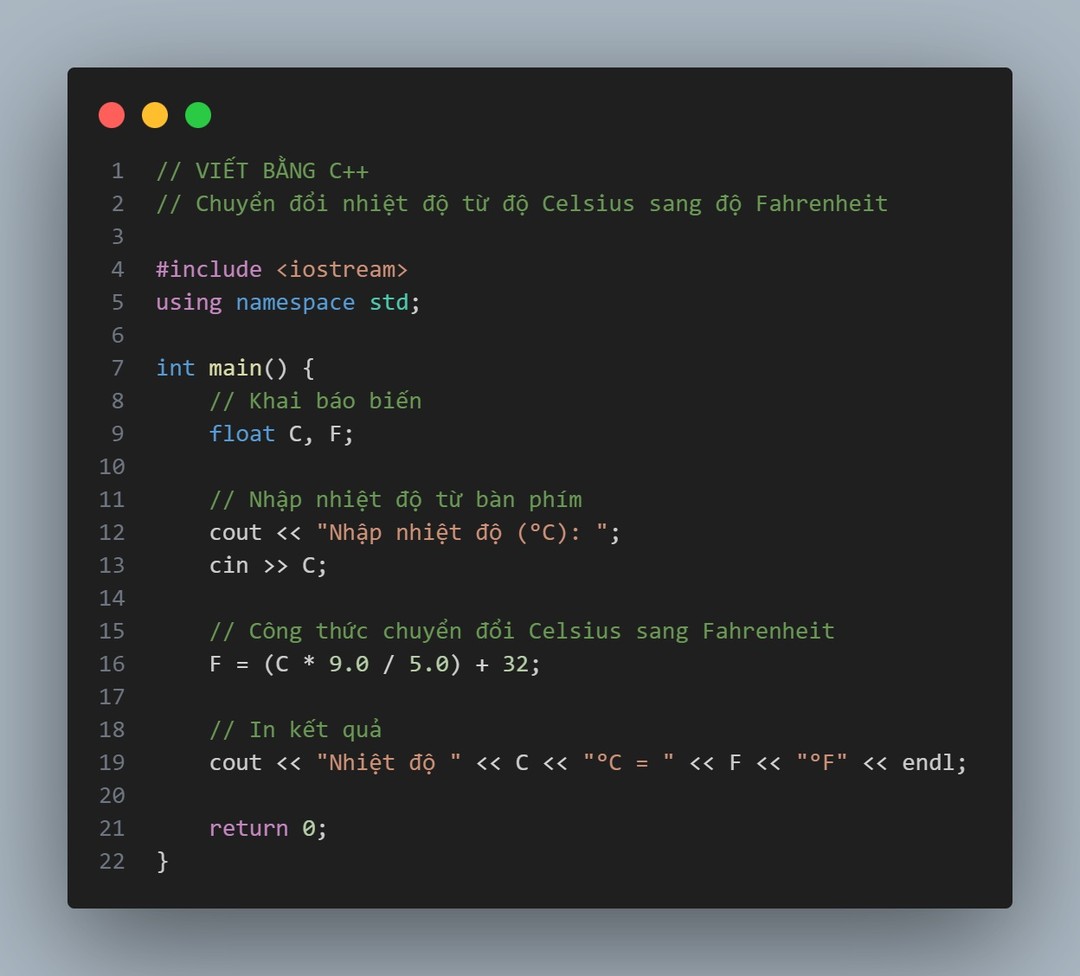 1 // VIẾT BẰNG C++
2 // Chuyển đổi nhiệt độ từ độ Celsius sang độ Fahrenheit
3
4 #include <iostream>
5 using namespace std;
6
7 int main() {
8     // Khai báo biến
9     float C, F;
10
11     // Nhập nhiệt độ từ bàn phím
12     cout << "Nhập nhiệt độ (°C): ";
13     cin >> C;
14
15     // Công thức chuyển đổi Celsius sang Fahrenheit
16     F = (C * 9.0 / 5.0) + 32;
17
18     // In kết quả
19     cout << "Nhiệt độ " << C << "°C = " << F << "°F" << endl;
20
21     return 0;
22 }